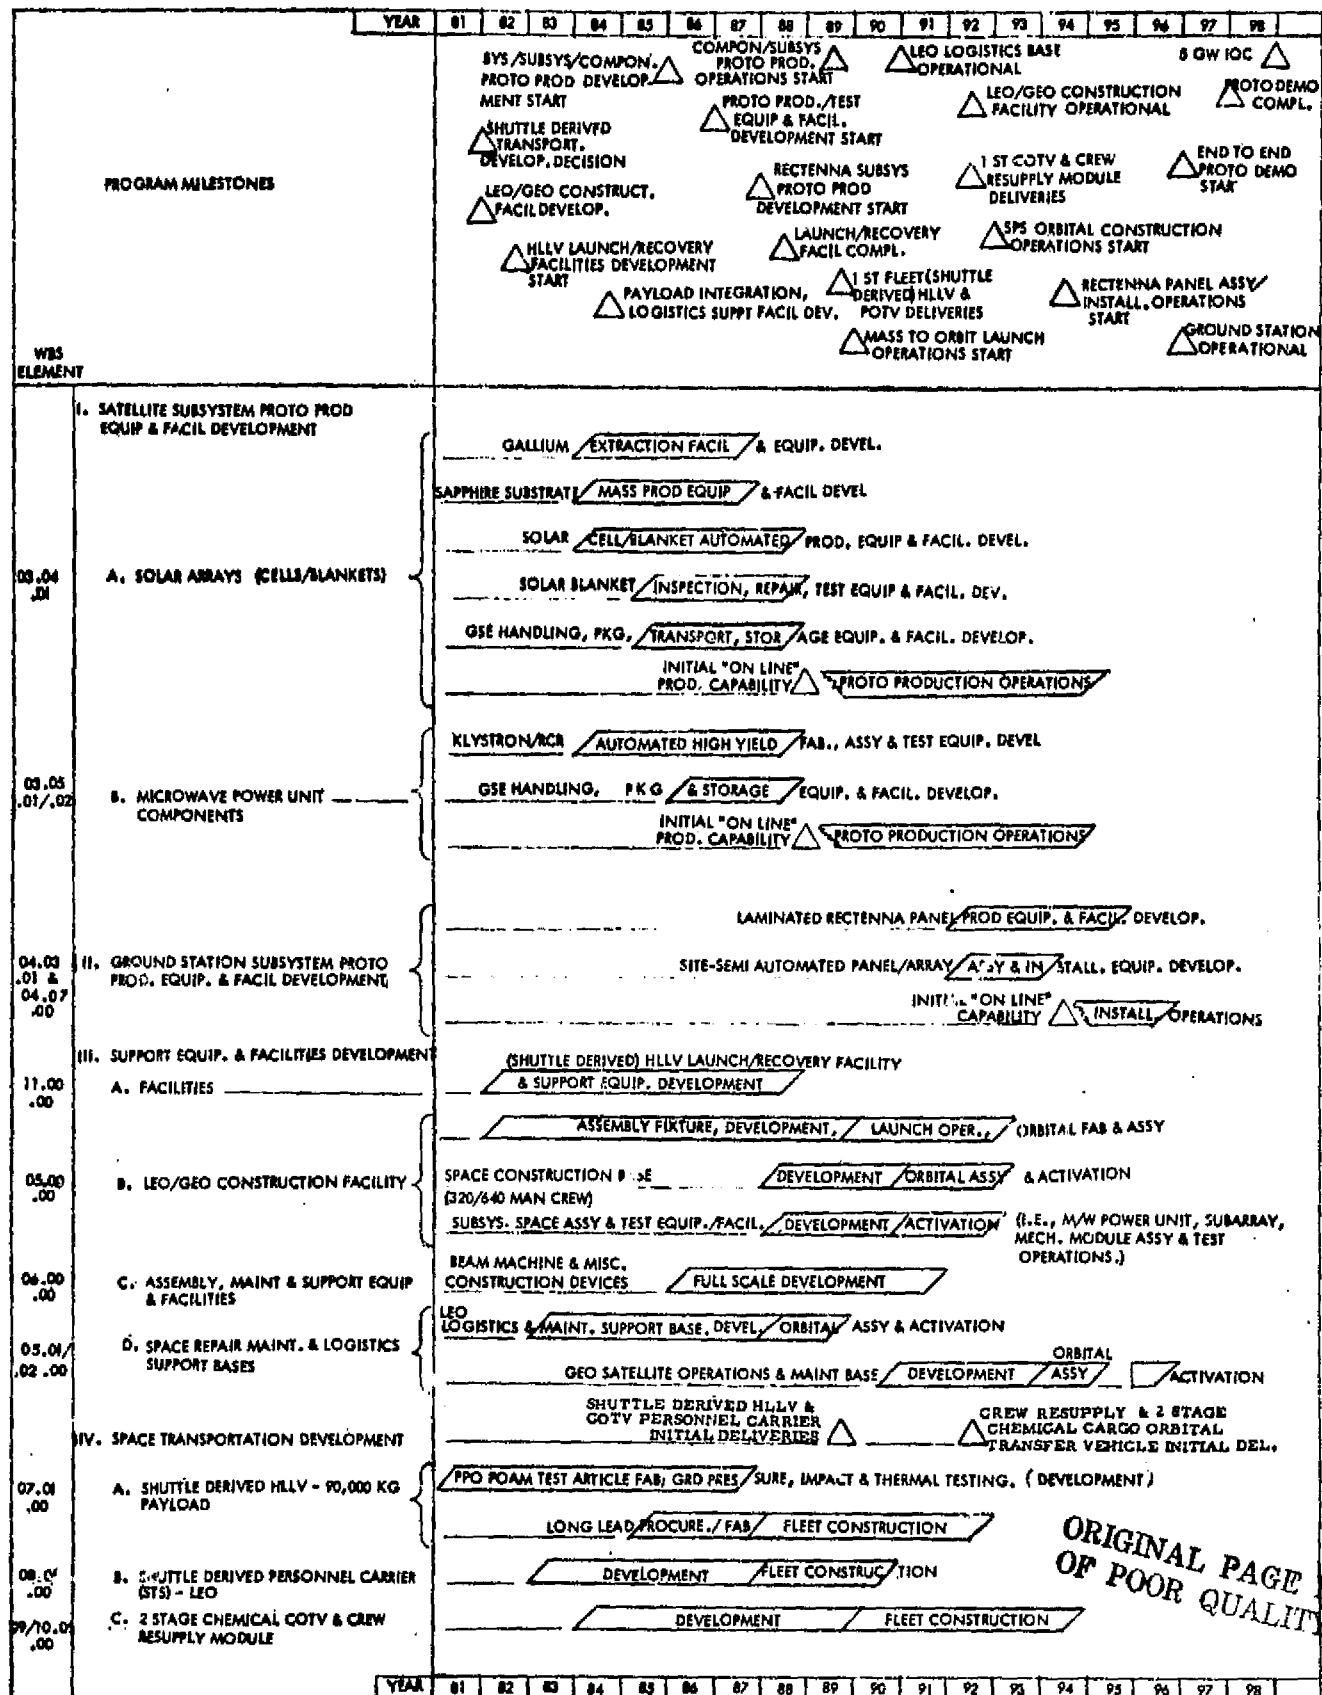 YEAR 81 82 83 84 85 86 87 88 89 90 91 92 93 94 95 96 97 98
PROGRAM MILESTONES
SYS/SUBSYS/COMPON.
PROTO PROD DEVELOP-
MENT START
COMPON/SUBSYS
PROTO PROD.
OPERATIONS START
LEO LOGISTICS BASE
OPERATIONAL
5 GW IOC
SHUTTLE DERIVED
TRANSPORT.
DEVELOP. DECISION
PROTO PROD./TEST
EQUIP & FACIL.
DEVELOPMENT START
LEO/GEO CONSTRUCTION
FACILITY OPERATIONAL
PROTO DEMO
COMPL.
LEO/GEO CONSTRUCT.
FACIL DEVELOP.
RECTENNA SUBSYS
PROTO PROD
DEVELOPMENT START
1 ST COTV & CREW
RESUPPLY MODULE
DELIVERIES
END TO END
PROTO DEMO
START
HLLV LAUNCH/RECOVERY
FACILITIES DEVELOPMENT
START
LAUNCH/RECOVERY
FACIL COMPL.
SPS ORBITAL CONSTRUCTION
OPERATIONS START
PAYLOAD INTEGRATION,
LOGISTICS SUPPT FACIL DEV.
1 ST FLEET (SHUTTLE
DERIVED) HLLV &
POTV DELIVERIES
RECTENNA PANEL ASSY/
INSTALL. OPERATIONS
START
MASS TO ORBIT LAUNCH
OPERATIONS START
GROUND STATION
OPERATIONAL
WBS
ELEMENT
I. SATELLITE SUBSYSTEM PROTO PROD
EQUIP & FACIL DEVELOPMENT
GALLIUM EXTRACTION FACIL & EQUIP. DEVEL.
SAPPHIRE SUBSTRATE MASS PROD EQUIP & FACIL DEVEL
SOLAR CELL/BLANKET AUTOMATED PROD. EQUIP & FACIL. DEVEL.
03.04
.01
A. SOLAR ARRAYS (CELLS/BLANKETS)
SOLAR BLANKET INSPECTION, REPAIR, TEST EQUIP & FACIL. DEV.
GSE HANDLING, PKG, TRANSPORT, STORAGE EQUIP. & FACIL. DEVELOP.
INITIAL "ON LINE"
PROD. CAPABILITY PROTO PRODUCTION OPERATIONS
KLYSTRON/RCR AUTOMATED HIGH YIELD FAB., ASSY & TEST EQUIP. DEVEL
03.05
.01/.02
B. MICROWAVE POWER UNIT
COMPONENTS
GSE HANDLING, PKG & STORAGE EQUIP. & FACIL. DEVELOP.
INITIAL "ON LINE"
PROD. CAPABILITY PROTO PRODUCTION OPERATIONS
LAMINATED RECTENNA PANEL PROD EQUIP. & FACIL. DEVELOP.
04.03
.01 &
04.07
.00
II. GROUND STATION SUBSYSTEM PROTO
PROD. EQUIP. & FACIL DEVELOPMENT
SITE-SEMI AUTOMATED PANEL/ARRAY ASSY & INSTALL. EQUIP. DEVELOP.
INITIAL "ON LINE"
CAPABILITY INSTALL. OPERATIONS
III. SUPPORT EQUIP. & FACILITIES DEVELOPMENT
(SHUTTLE DERIVED) HLLV LAUNCH/RECOVERY FACILITY
11.00
.00
A. FACILITIES & SUPPORT EQUIP. DEVELOPMENT
ASSEMBLY FIXTURE, DEVELOPMENT, LAUNCH OPER., ORBITAL FAB & ASSY
05.00
.00
B. LEO/GEO CONSTRUCTION FACILITY
SPACE CONSTRUCTION BASE DEVELOPMENT ORBITAL ASSY & ACTIVATION
(320/640 MAN CREW)
SUBSYS. SPACE ASSY & TEST EQUIP./FACIL. DEVELOPMENT ACTIVATION (I.E., M/W POWER UNIT, SUBARRAY,
MECH. MODULE ASSY & TEST
OPERATIONS.)
06.00
.00
C. ASSEMBLY, MAINT & SUPPORT EQUIP
& FACILITIES
BEAM MACHINE & MISC.
CONSTRUCTION DEVICES FULL SCALE DEVELOPMENT
05.01/
.02 .00
D. SPACE REPAIR MAINT. & LOGISTICS
SUPPORT BASES
LEO
LOGISTICS & MAINT. SUPPORT BASE, DEVEL. ORBITAL ASSY & ACTIVATION
ORBITAL
GEO SATELLITE OPERATIONS & MAINT BASE DEVELOPMENT ASSY ACTIVATION
IV. SPACE TRANSPORTATION DEVELOPMENT
SHUTTLE DERIVED HLLV &
COTV PERSONNEL CARRIER
INITIAL DELIVERIES
CREW RESUPPLY & 2 STAGE
CHEMICAL CARGO ORBITAL
TRANSFER VEHICLE INITIAL DEL.
07.01
.00
A. SHUTTLE DERIVED HLLV - 90,000 KG
PAYLOAD
PPO FOAM TEST ARTICLE FAB; GRD PRESSURE, IMPACT & THERMAL TESTING. (DEVELOPMENT)
LONG LEAD PROCURE./FAB FLEET CONSTRUCTION
.00
B. SHUTTLE DERIVED PERSONNEL CARRIER
(STS) - LEO
DEVELOPMENT FLEET CONSTRUCTION
.00
C. 2 STAGE CHEMICAL COTV & CREW
RESUPPLY MODULE
DEVELOPMENT FLEET CONSTRUCTION
ORIGINAL PAGE
OF POOR QUALITY
YEAR 81 82 83 84 85 86 87 88 89 90 91 92 93 94 95 96 97 98